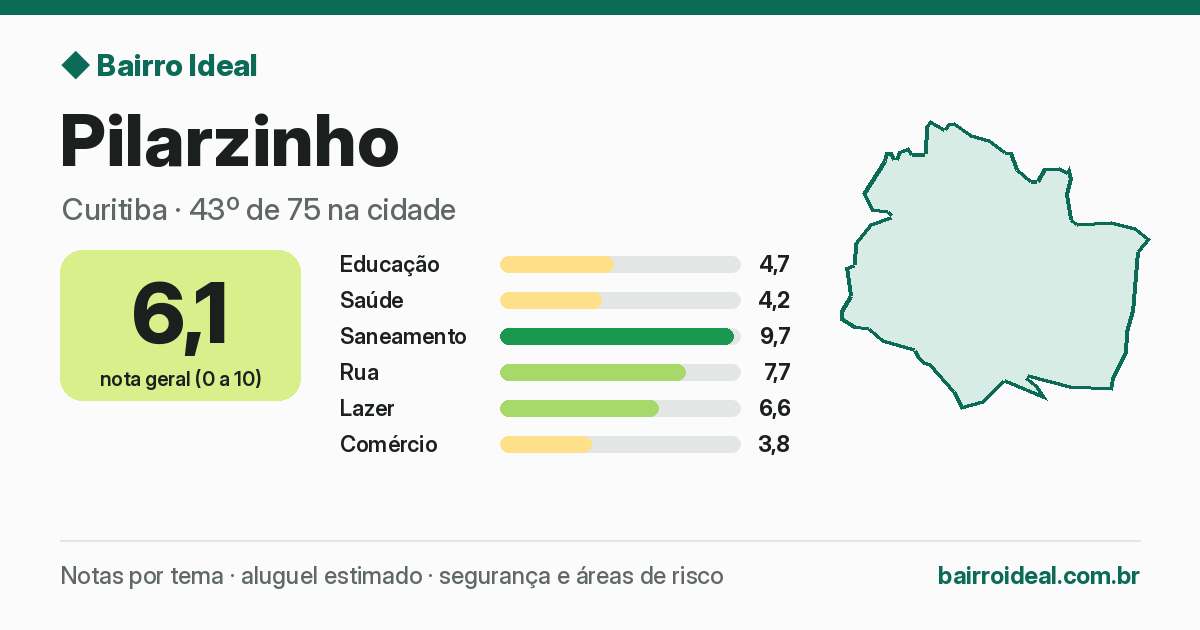 Bairro Ideal
Pilarzinho
Curitiba · 43º de 75 na cidade
6,1
nota geral (0 a 10)
Educação 4,7
Saúde 4,2
Saneamento 9,7
Rua 7,7
Lazer 6,6
Comércio 3,8
Notas por tema · aluguel estimado · segurança e áreas de risco
bairroideal.com.br